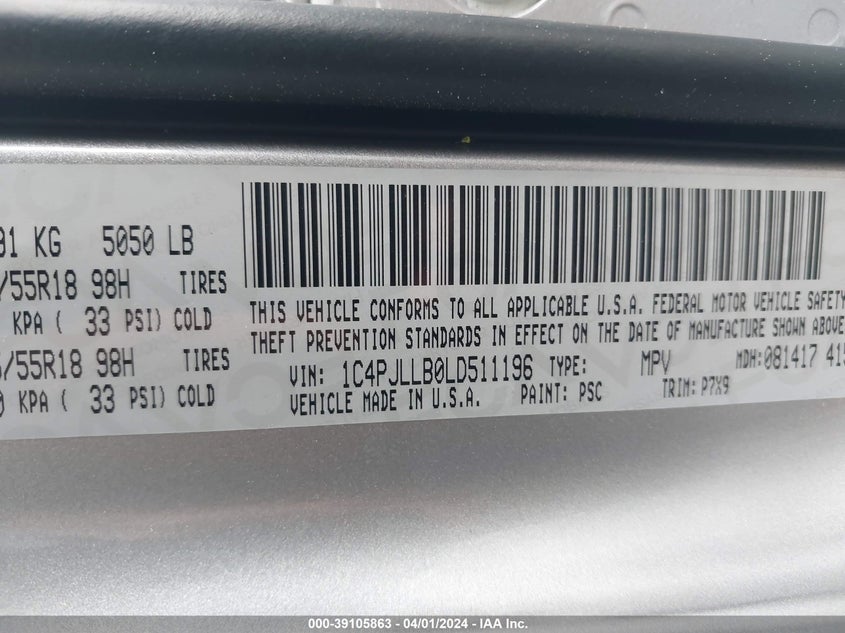 81 KG 5050 LB
/55R18 98H TIRES
KPA ( 33 PSI) COLD
/55R18 98H TIRES
0 KPA ( 33 PSI) COLD
THIS VEHICLE CONFORMS TO ALL APPLICABLE U.S.A. FEDERAL MOTOR VEHICLE SAFETY
THEFT PREVENTION STANDARDS IN EFFECT ON THE DATE OF MANUFACTURE SHOWN ABOVE
VIN: 1C4PJLLB0LD511196 TYPE: MPV MDH: 081417 415
VEHICLE MADE IN U.S.A. PAINT: PSC TRIM: P7X9
000-39105863 - 04/01/2024 - IAA Inc.